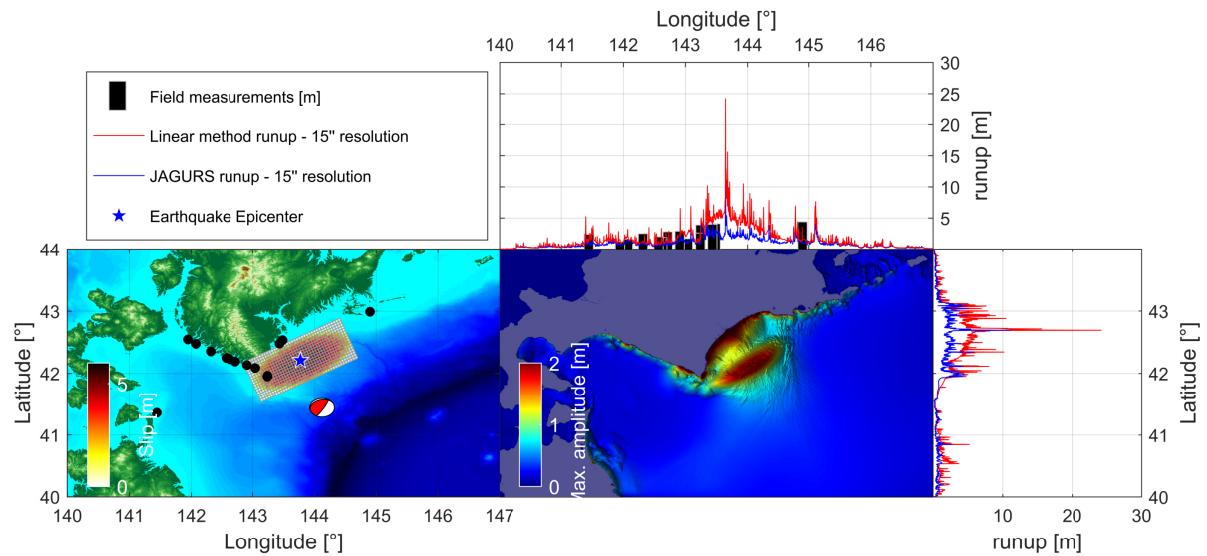 Longitude [°]
140 141 142 143 144 145 146
30
25
20
15
10
5
runup [m]
Field measurements [m]
Linear method runup - 15" resolution
JAGURS runup - 15" resolution
Earthquake Epicenter
44
43
42
41
40
Latitude [°]
5
0
Slip [m]
2
1
0
Max. amplitude [m]
43
42
41
40
Latitude [°]
140 141 142 143 144 145 146 147
Longitude [°]
10 20 30
runup [m]